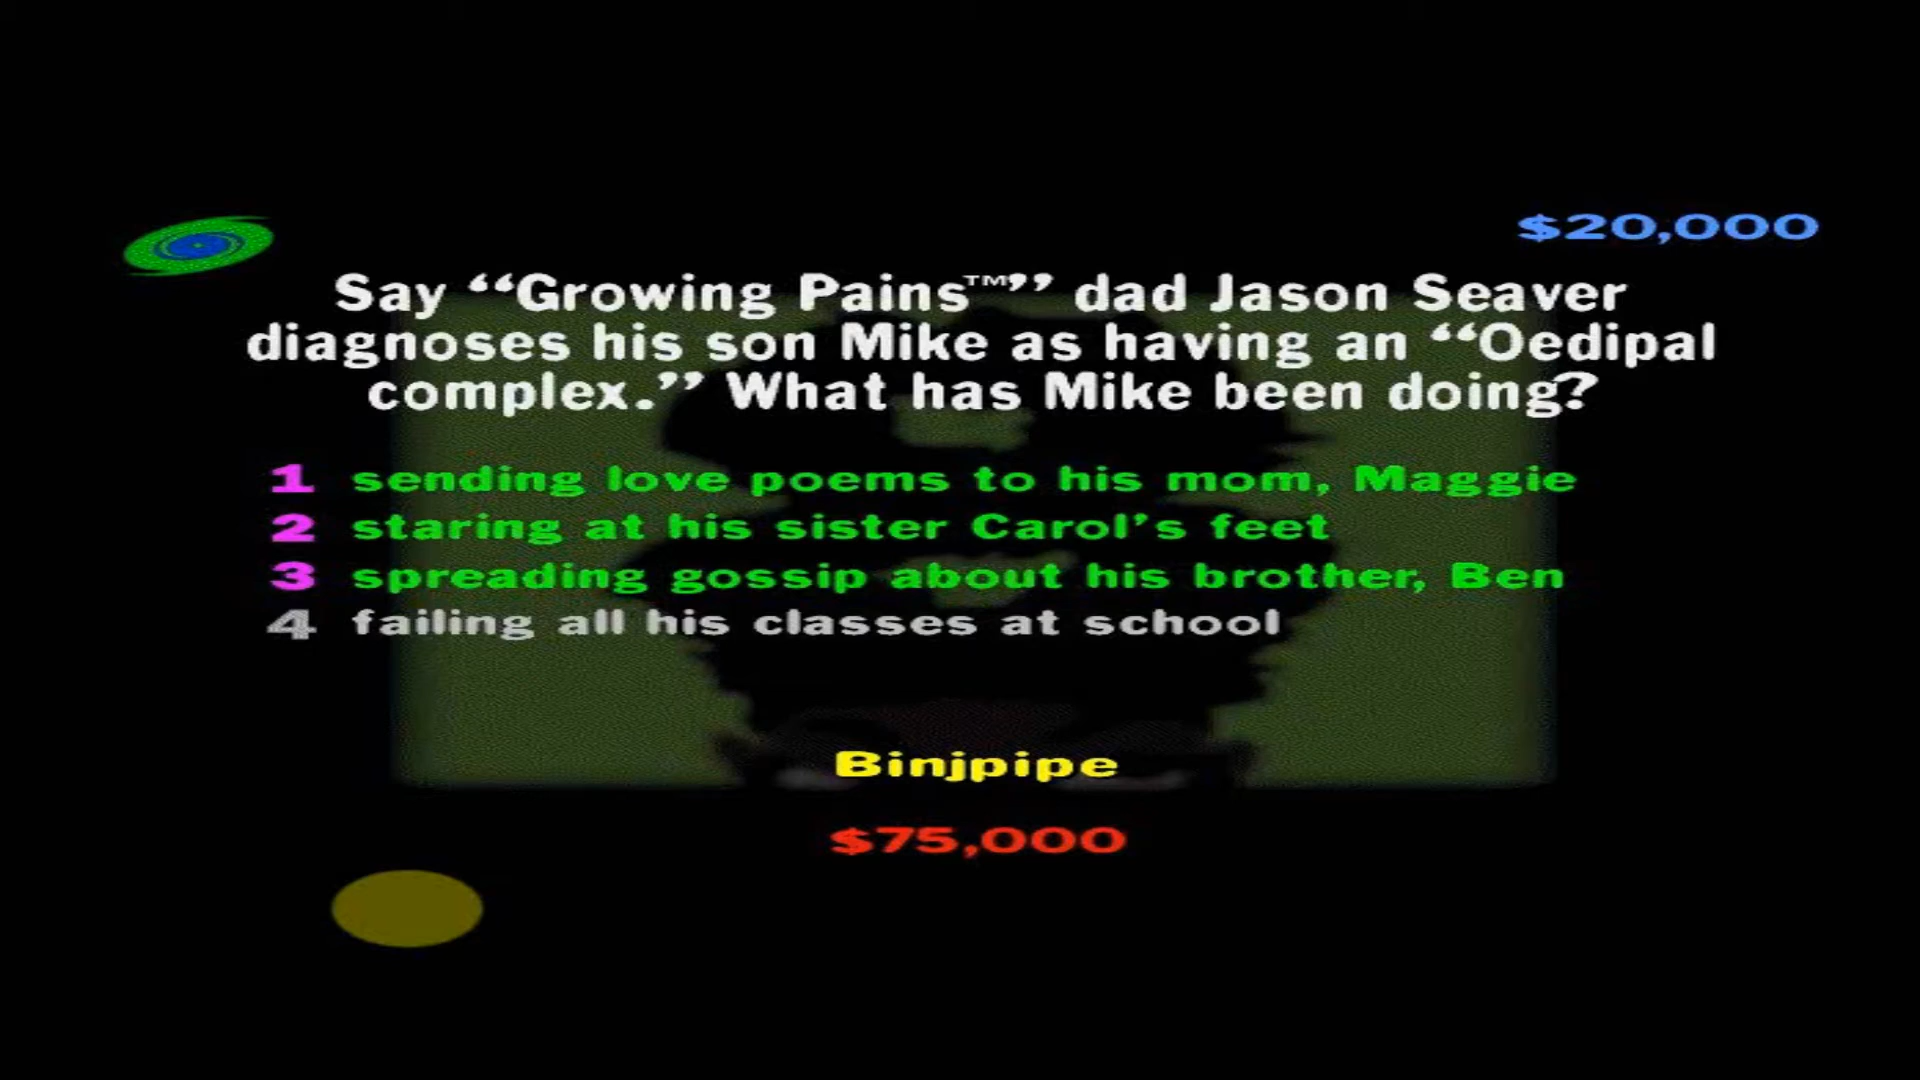 $20,000
Say “Growing Pains™” dad Jason Seaver
diagnoses his son Mike as having an “Oedipal
complex.” What has Mike been doing?
1 sending love poems to his mom, Maggie
2 staring at his sister Carol’s feet
3 spreading gossip about his brother, Ben
4 failing all his classes at school
Binjpipe
$75,000